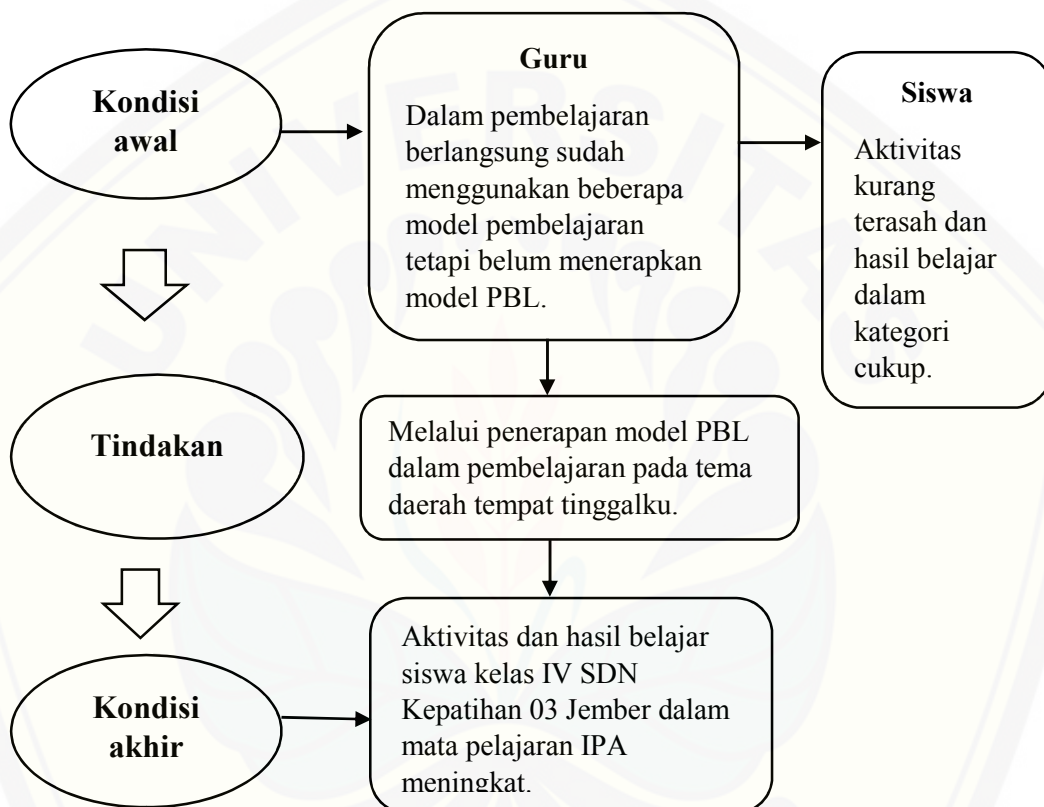 Kondisi
awal
Guru
Dalam pembelajaran
berlangsung sudah
menggunakan beberapa
model pembelajaran
tetapi belum menerapkan
model PBL.
Siswa
Aktivitas
kurang
terasah dan
hasil belajar
dalam
kategori
cukup.
Tindakan
Melalui penerapan model PBL
dalam pembelajaran pada tema
daerah tempat tinggalku.
Kondisi
akhir
Aktivitas dan hasil belajar
siswa kelas IV SDN
Kepatihan 03 Jember dalam
mata pelajaran IPA
meningkat.
UNIVERSITAS